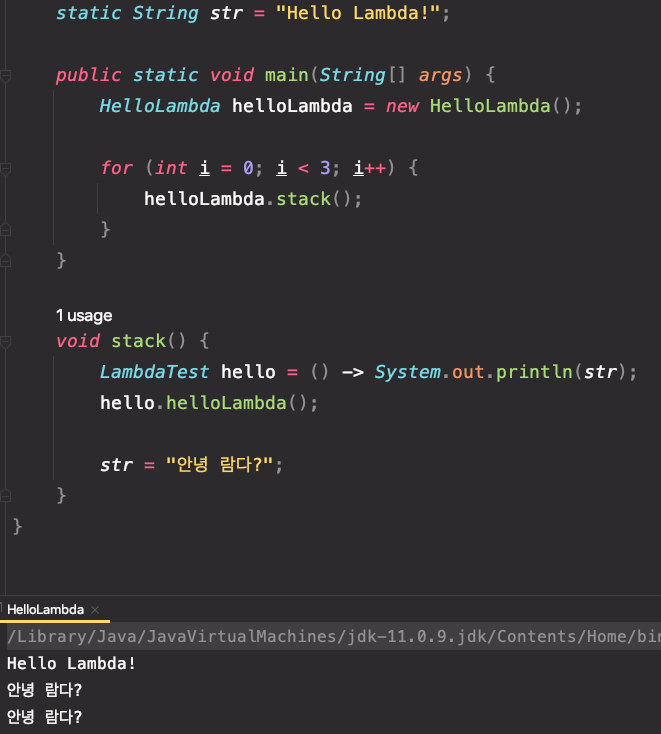 static String str = "Hello Lambda!";
public static void main(String[] args) {
HelloLambda helloLambda = new HelloLambda();
for (int i = 0; i < 3; i++) {
helloLambda.stack();
}
}
1 usage
void stack() {
LambdaTest hello = () -> System.out.println(str);
hello.helloLambda();
str = "안녕 람다?";
}
}
HelloLambda ×
/Library/Java/JavaVirtualMachines/jdk-11.0.9.jdk/Contents/Home/bin
Hello Lambda!
안녕 람다?
안녕 람다?